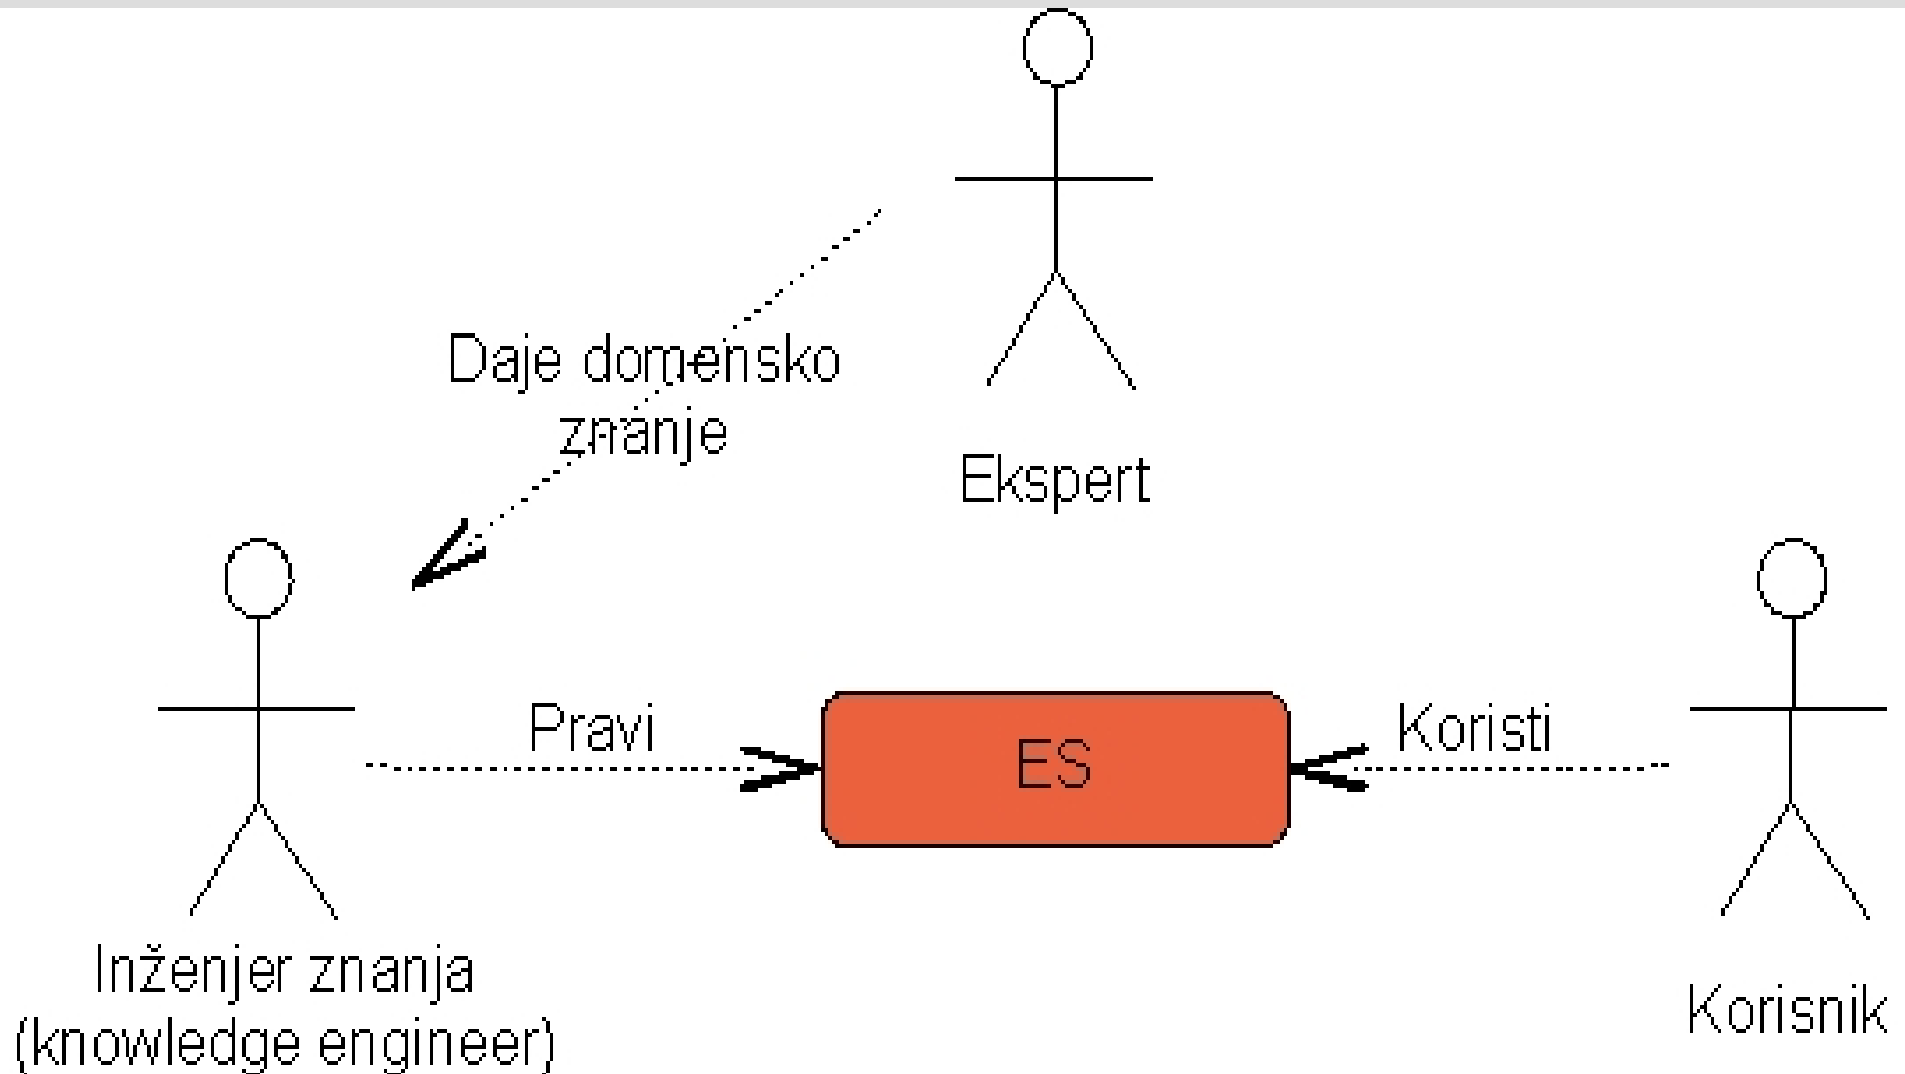 Daje domensko
znanje
Ekspert
Pravi
ES
Koristi
Inženjer znanja
(knowledge engineer)
Korisnik